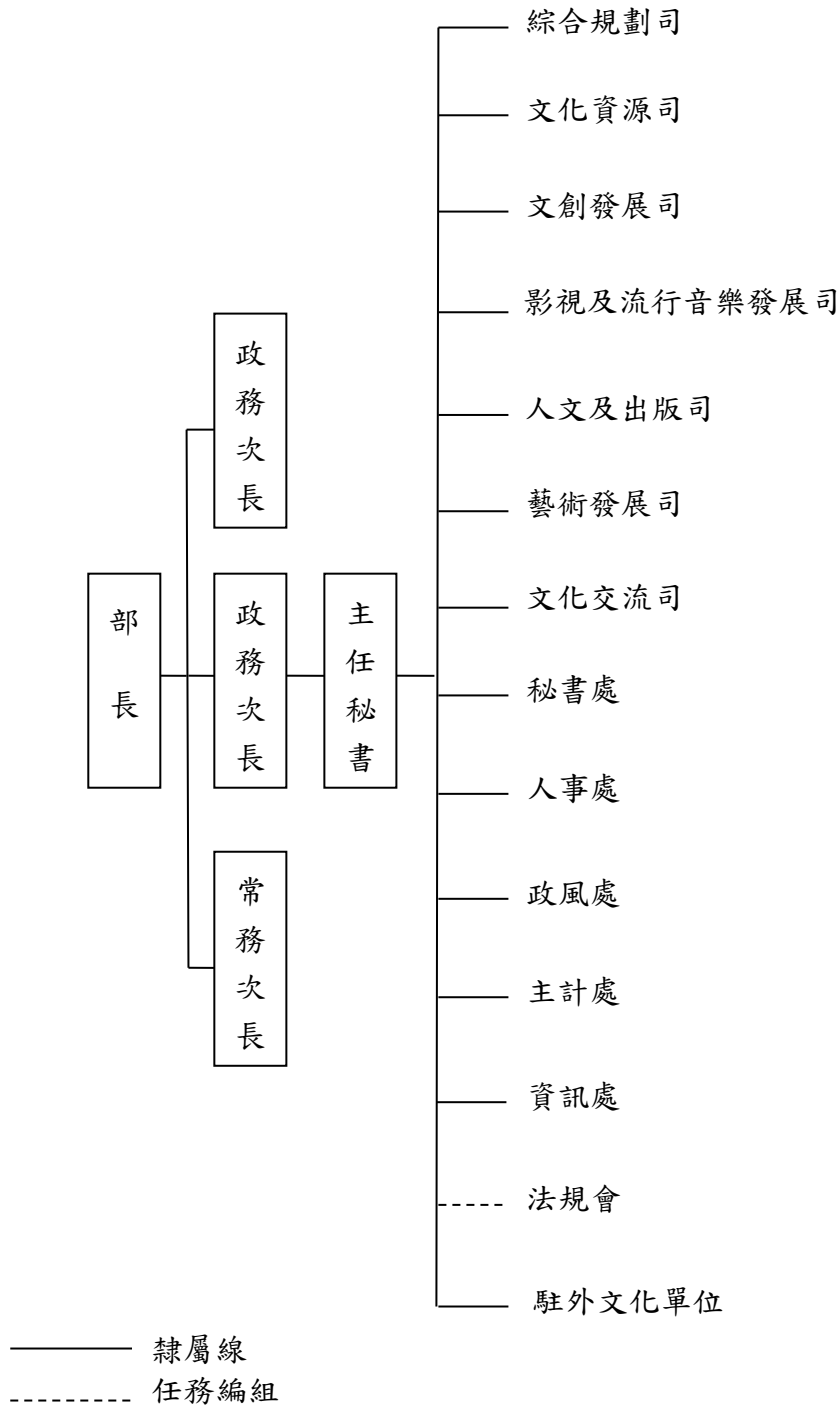 部長
政務次長
政務次長
常務次長
主任秘書
綜合規劃司
文化資源司
文創發展司
影視及流行音樂發展司
人文及出版司
藝術發展司
文化交流司
秘書處
人事處
政風處
主計處
資訊處
法規會
駐外文化單位
隸屬線
任務編組